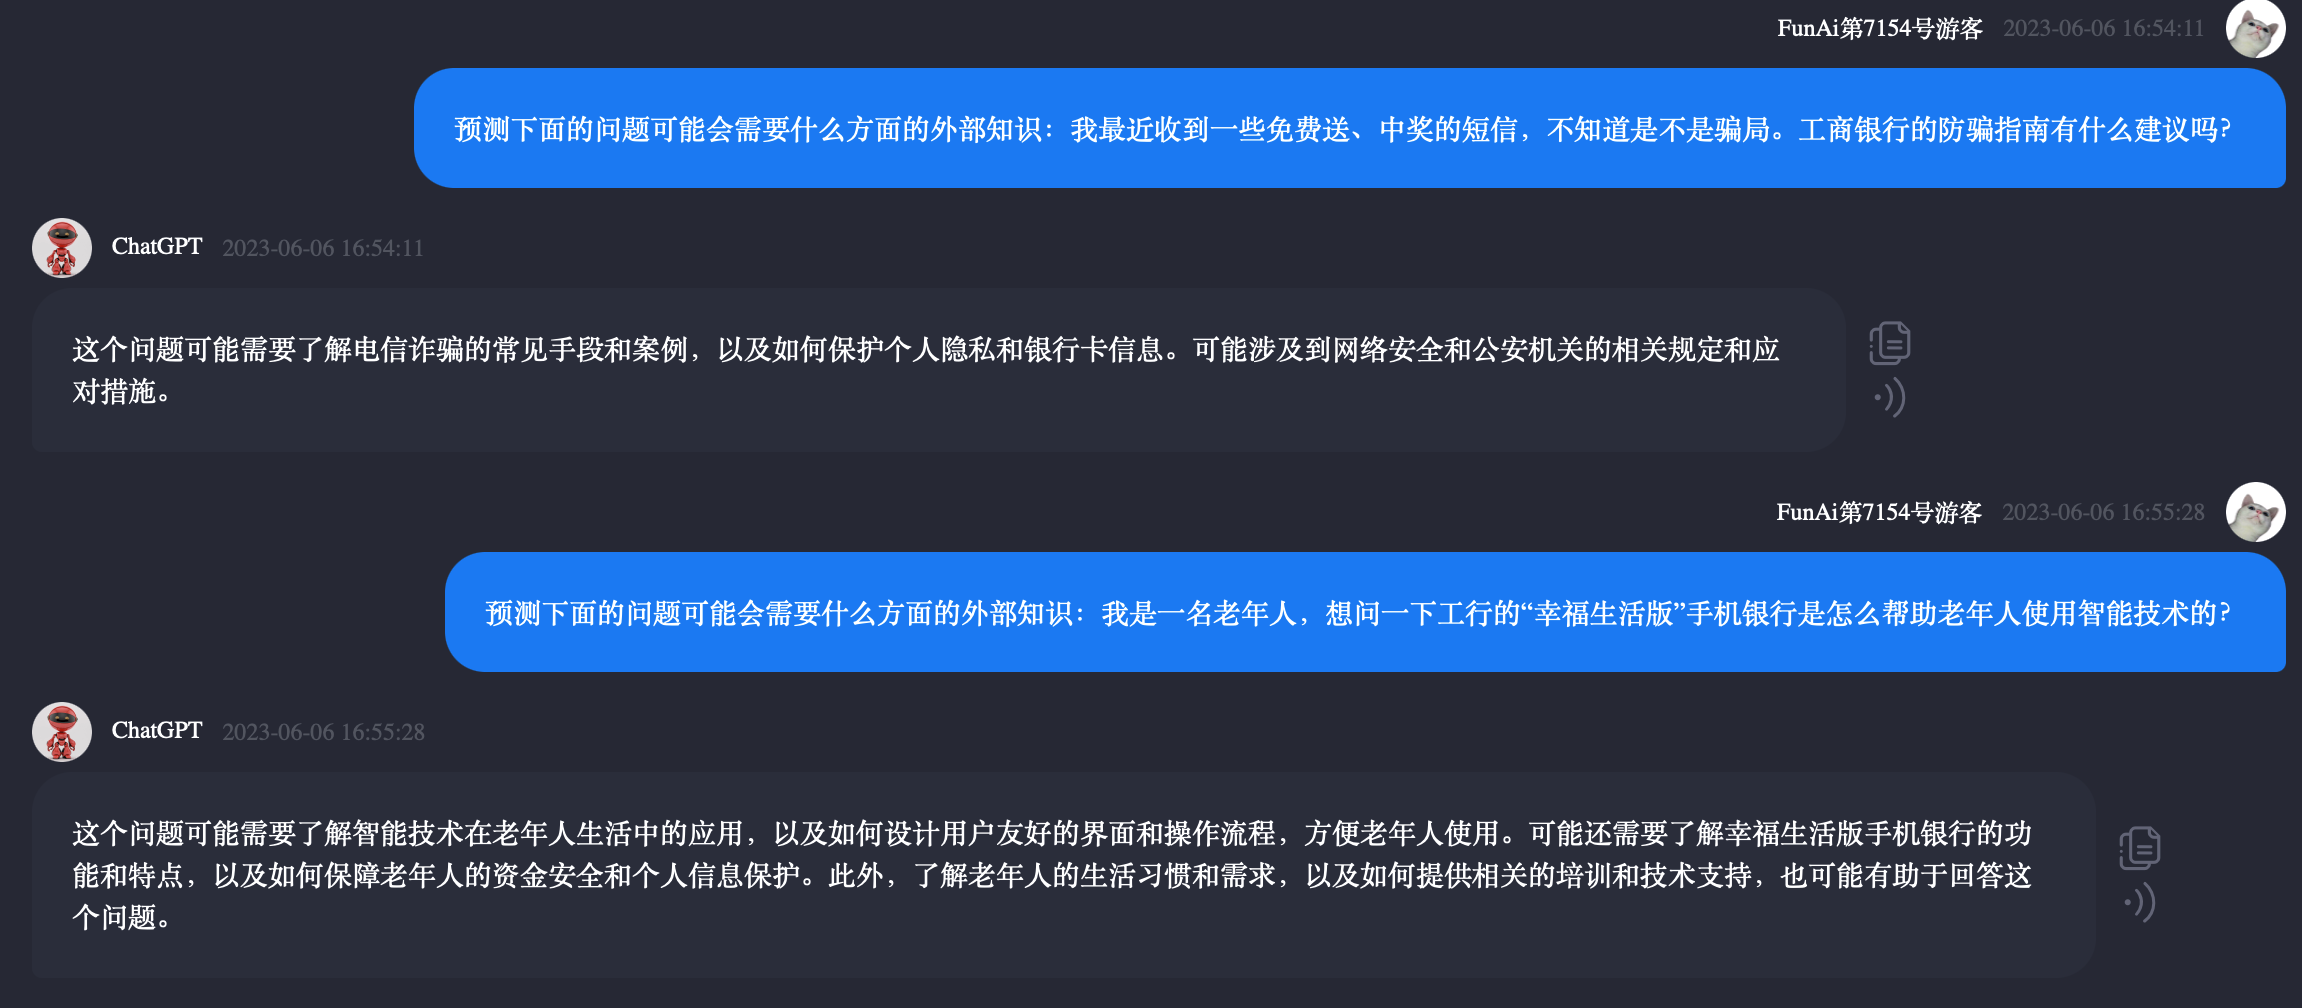 FunAi第7154号游客 2023-06-06 16:54:11
预测下面的问题可能会需要什么方面的外部知识：我最近收到一些免费送、中奖的短信，不知道是不是骗局。工商银行的防骗指南有什么建议吗？
ChatGPT 2023-06-06 16:54:11
这个问题可能需要了解电信诈骗的常见手段和案例，以及如何保护个人隐私和银行卡信息。可能涉及到网络安全和公安机关的相关规定和应
对措施。
FunAi第7154号游客 2023-06-06 16:55:28
预测下面的问题可能会需要什么方面的外部知识：我是一名老年人，想问一下工行的“幸福生活版”手机银行是怎么帮助老年人使用智能技术的？
ChatGPT 2023-06-06 16:55:28
这个问题可能需要了解智能技术在老年人生活中的应用，以及如何设计用户友好的界面和操作流程，方便老年人使用。可能还需要了解幸福生活版手机银行的功
能和特点，以及如何保障老年人的资金安全和个人信息保护。此外，了解老年人的生活习惯和需求，以及如何提供相关的培训和技术支持，也可能有助于回答这
个问题。